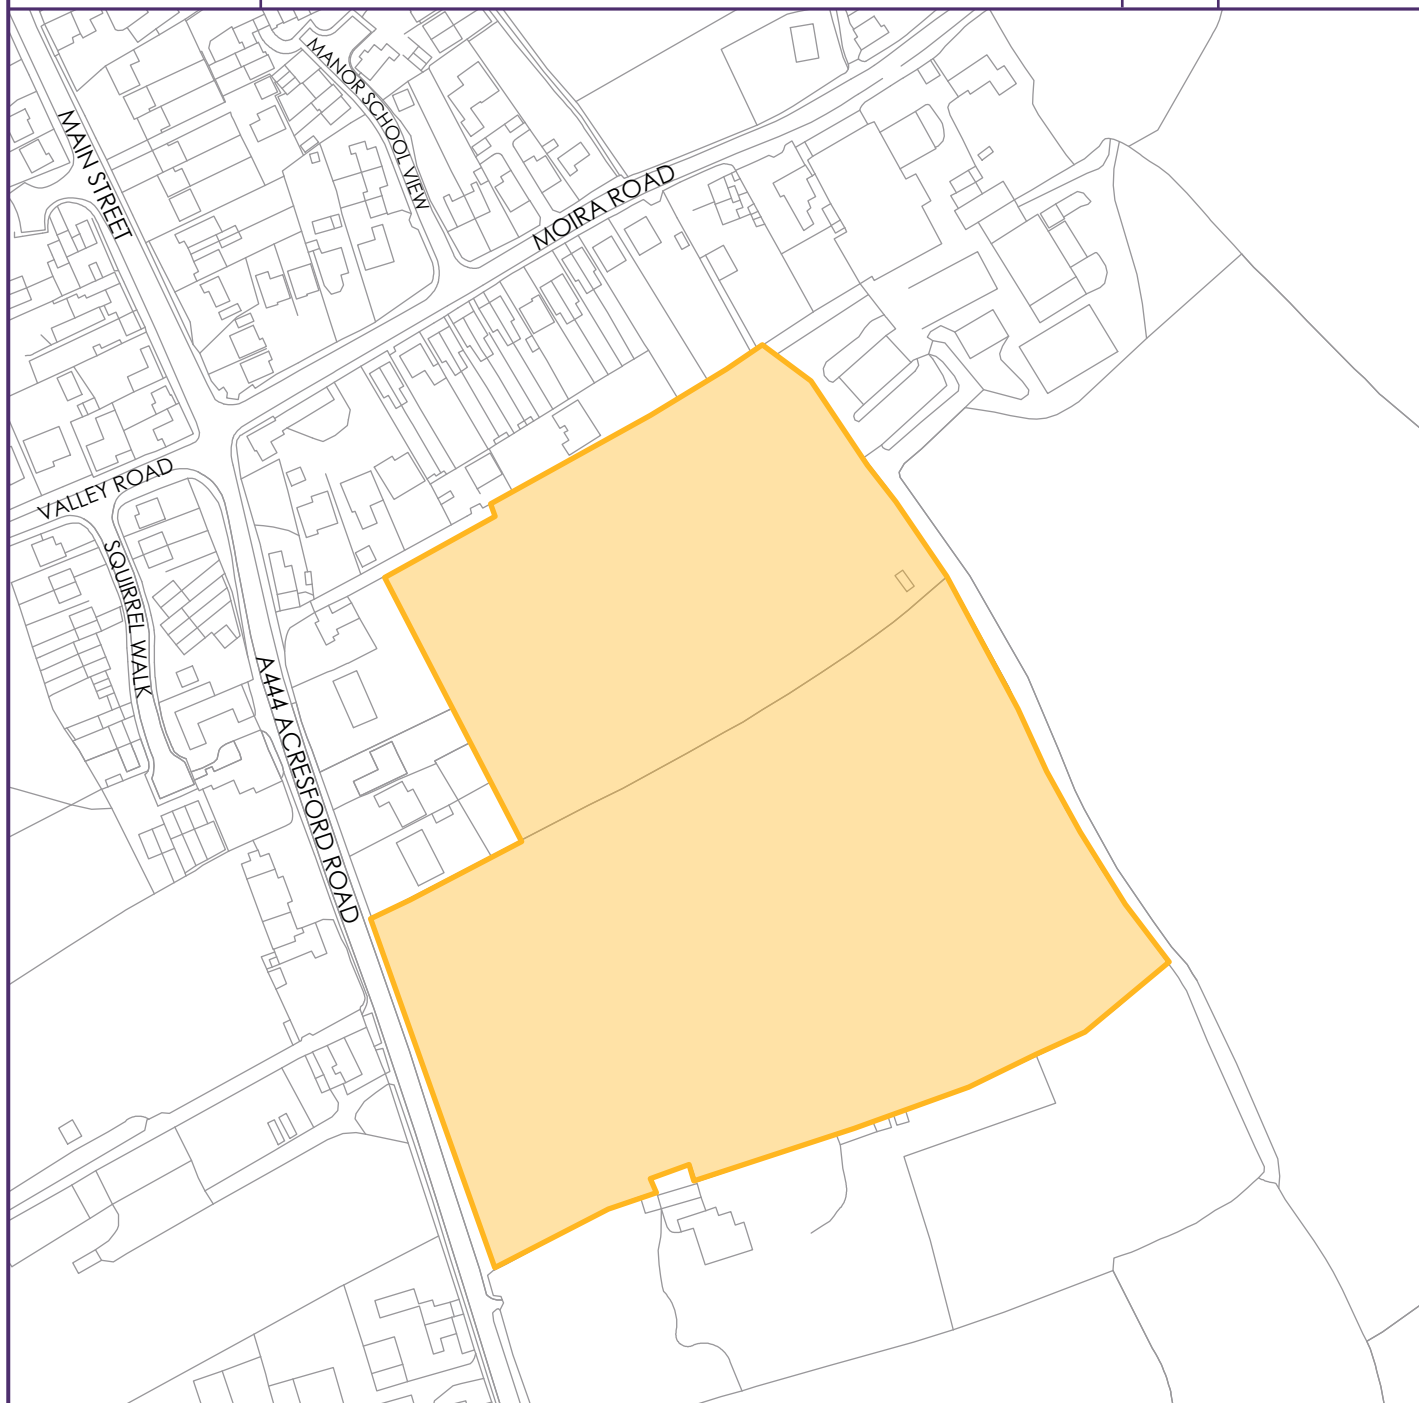 MANOR SCHOOL VIEW
MAIN STREET
MOIRA ROAD
VALLEY ROAD
SQUIRREL WALK
A444 ACRESFORD ROAD